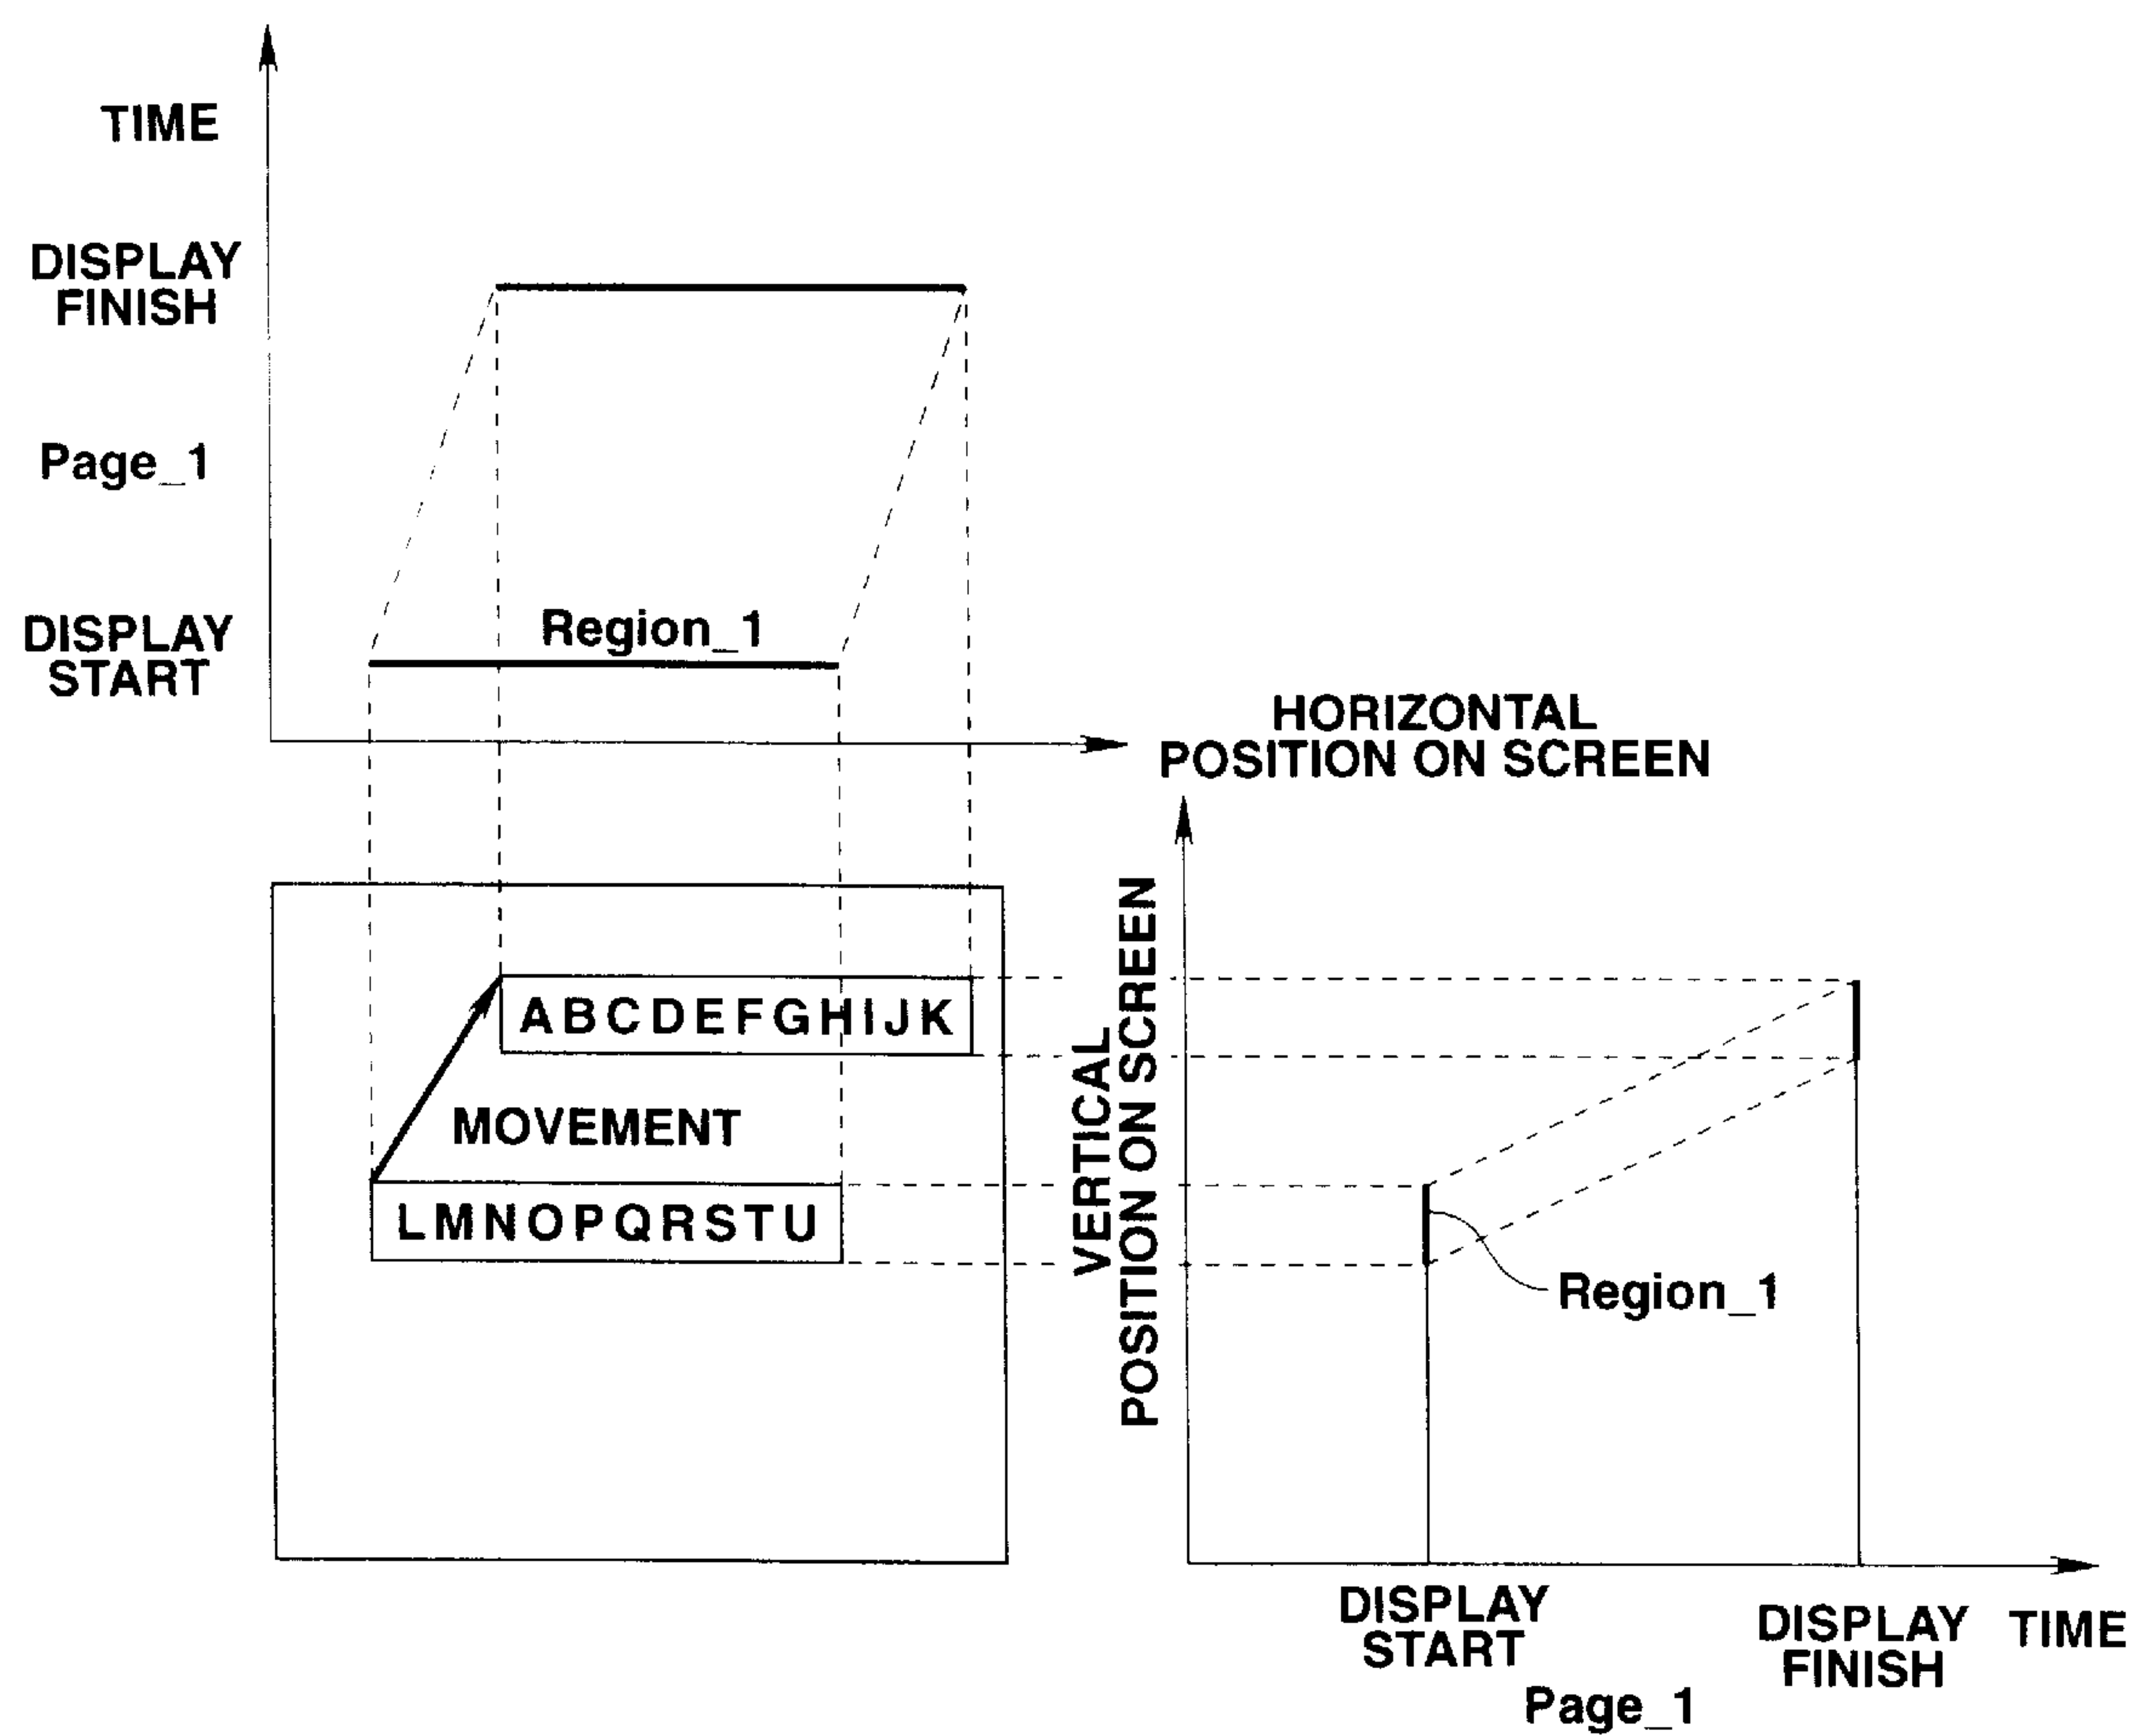 TIME
DISPLAY
FINISH
Page_1
DISPLAY
START
Region_1
HORIZONTAL
POSITION ON SCREEN
ABCDEFGHIJK
MOVEMENT
LMNOPQRSTU
VERTICAL
POSITION ON SCREEN
Region_1
DISPLAY
START
DISPLAY
FINISH
TIME
Page_1